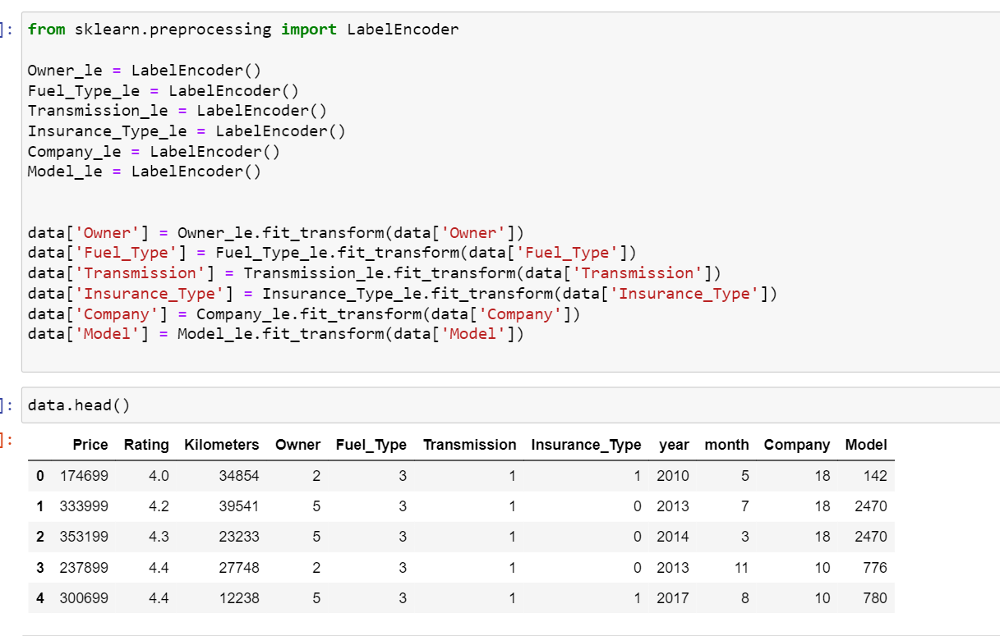 ]: from sklearn.preprocessing import LabelEncoder
Owner_le = LabelEncoder()
Fuel_Type_le = LabelEncoder()
Transmission_le = LabelEncoder()
Insurance_Type_le = LabelEncoder()
Company_le = LabelEncoder()
Model_le = LabelEncoder()
data['Owner'] = Owner_le.fit_transform(data['Owner'])
data['Fuel_Type'] = Fuel_Type_le.fit_transform(data['Fuel_Type'])
data['Transmission'] = Transmission_le.fit_transform(data['Transmission'])
data['Insurance_Type'] = Insurance_Type_le.fit_transform(data['Insurance_Type'])
data['Company'] = Company_le.fit_transform(data['Company'])
data['Model'] = Model_le.fit_transform(data['Model'])
]: data.head()
]: Price Rating Kilometers Owner Fuel_Type Transmission Insurance_Type year month Company Model
0 174699 4.0 34854 2 3 1 1 2010 5 18 142
1 333999 4.2 39541 5 3 1 0 2013 7 18 2470
2 353199 4.3 23233 5 3 1 0 2014 3 18 2470
3 237899 4.4 27748 2 3 1 0 2013 11 10 776
4 300699 4.4 12238 5 3 1 1 2017 8 10 780